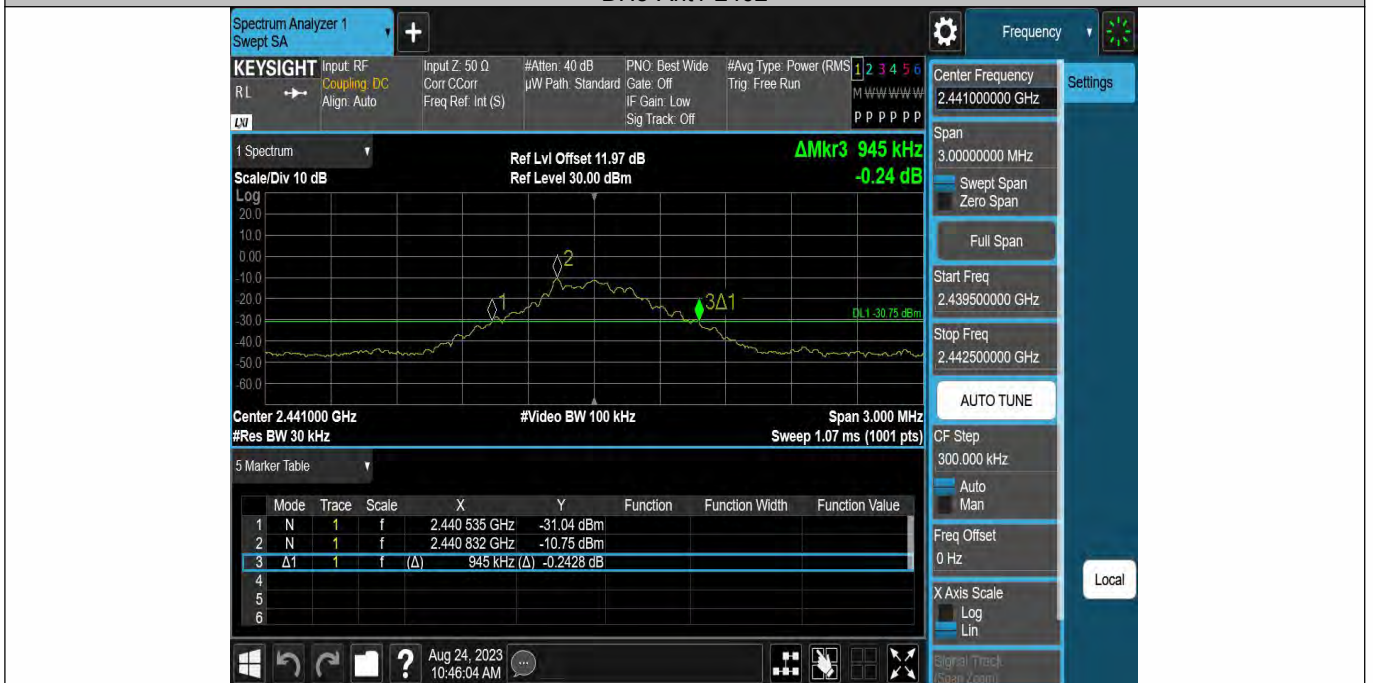 Spectrum Analyzer 1
Swept SA
+
Frequency
KEYSIGHT
RL
LXI
Input: RF
Coupling: DC
Align: Auto
Input Z: 50 Ω
Corr CCorr
Freq Ref: Int (S)
#Atten: 40 dB
µW Path: Standard
PNO: Best Wide
Gate: Off
IF Gain: Low
Sig Track: Off
#Avg Type: Power (RMS
Trig: Free Run
1 2 3 4 5 6
M W W W W W
P P P P P P
Center Frequency
2.441000000 GHz
Settings
Span
3.00000000 MHz
Swept Span
Zero Span
Full Span
Start Freq
2.439500000 GHz
Stop Freq
2.442500000 GHz
AUTO TUNE
CF Step
300.000 kHz
Auto
Man
Freq Offset
0 Hz
X Axis Scale
Log
Lin
Signal Track
(Span Zoom)
Local
1 Spectrum
Scale/Div 10 dB
Ref Lvl Offset 11.97 dB
Ref Level 30.00 dBm
ΔMkr3 945 kHz
-0.24 dB
Log
20.0
10.0
0.00
-10.0
-20.0
-30.0
-40.0
-50.0
-60.0
1
2
3Δ1
DL1 -30.75 dBm
Center 2.441000 GHz
#Video BW 100 kHz
Span 3.000 MHz
#Res BW 30 kHz
Sweep 1.07 ms (1001 pts)
5 Marker Table
Mode Trace Scale X Y Function Function Width Function Value
1 N 1 f 2.440 535 GHz -31.04 dBm
2 N 1 f 2.440 832 GHz -10.75 dBm
3 Δ1 1 f (Δ) 945 kHz (Δ) -0.2428 dB
4
5
6
?
Aug 24, 2023
10:46:04 AM